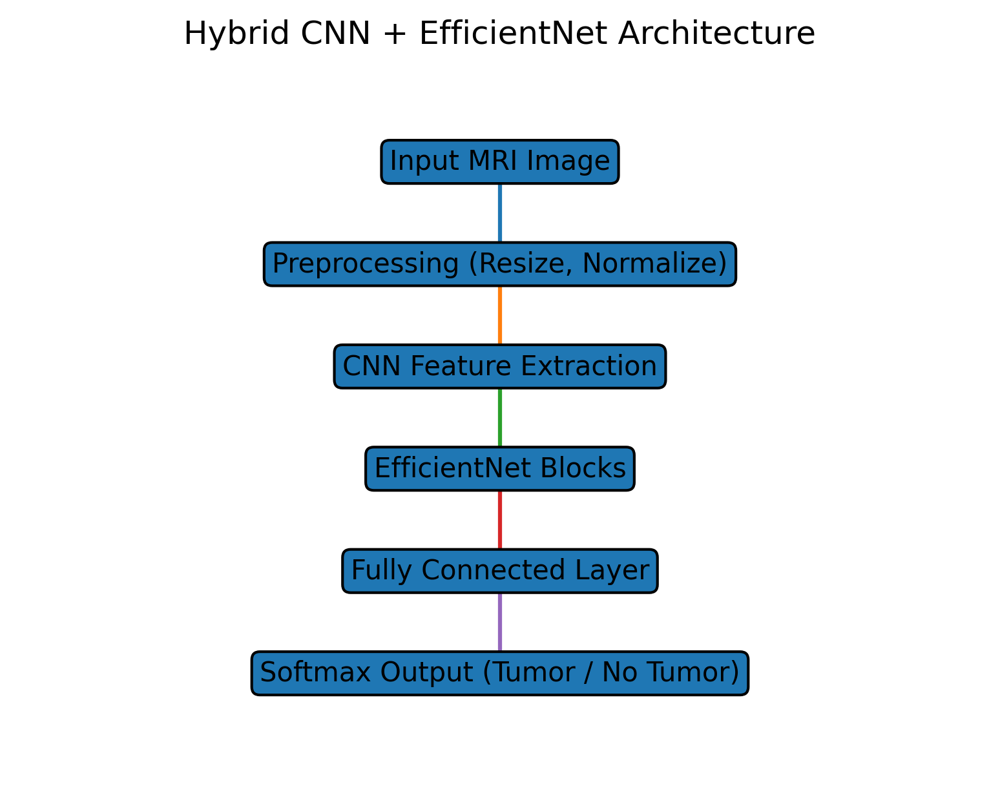 Hybrid CNN + EfficientNet Architecture
Input MRI Image
Preprocessing (Resize, Normalize)
CNN Feature Extraction
EfficientNet Blocks
Fully Connected Layer
Softmax Output (Tumor / No Tumor)